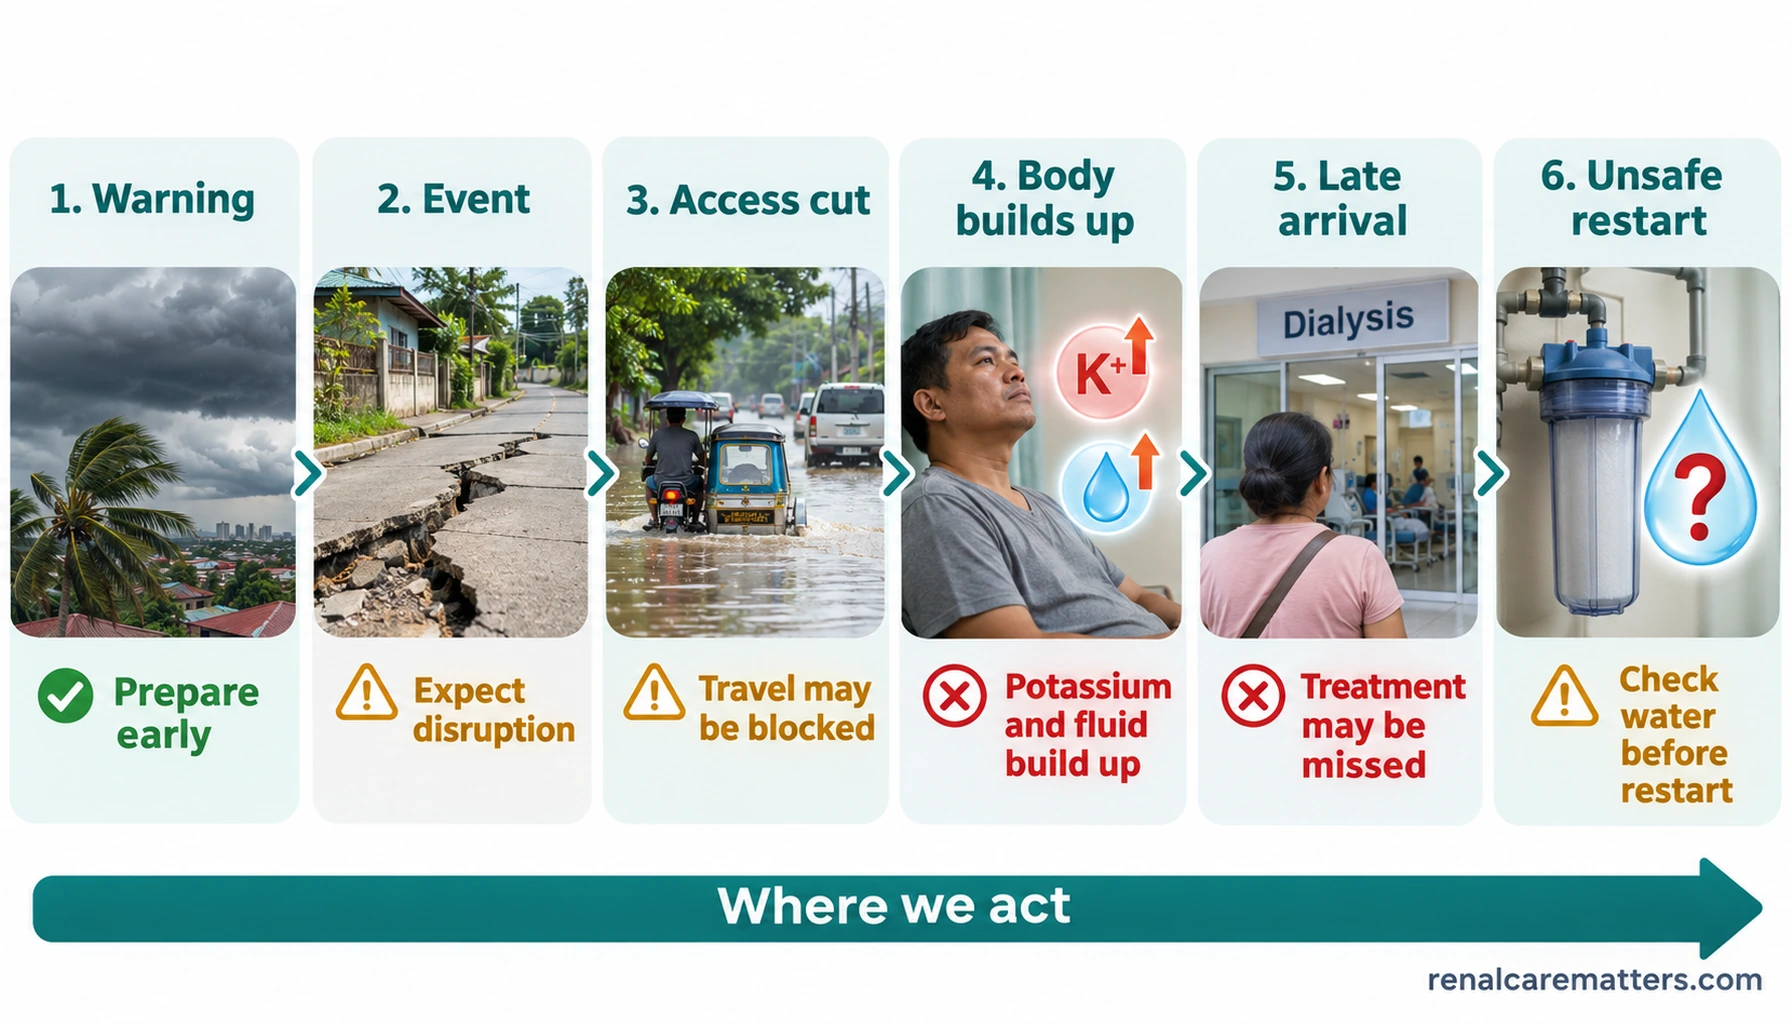 1. Warning
2. Event
3. Access cut
4. Body
builds up
5. Late
arrival
6. Unsafe
restart
K+
Dialysis
?
Prepare
early
Expect
disruption
Travel may
be blocked
Potassium
and fluid
build up
Treatment
may be
missed
Check
water
before
restart
Where we act
renalcarematters.com